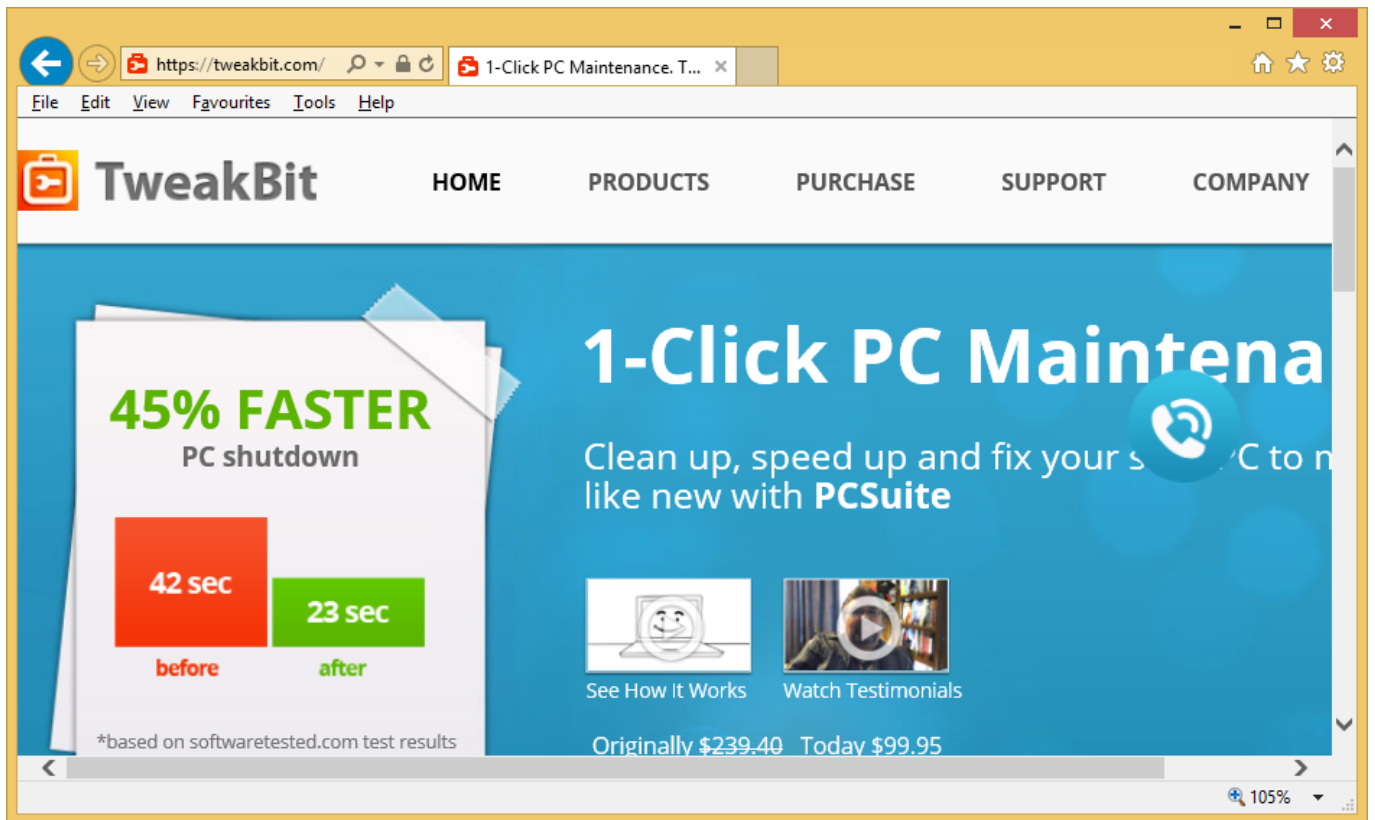 https://tweakbit.com/
1-Click PC Maintenance. T...
File Edit View Favourites Tools Help
TweakBit
HOME PRODUCTS PURCHASE SUPPORT COMPANY
45% FASTER
PC shutdown
42 sec
23 sec
before after
*based on softwaretested.com test results
1-Click PC Maintena
Clean up, speed up and fix your s PC to m
like new with PCSuite
See How It Works Watch Testimonials
Originally $239.40 Today $99.95
105%